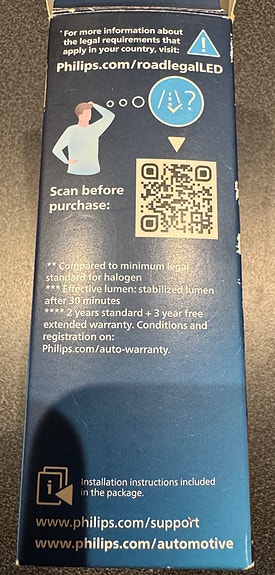 * For more information about
the legal requirements that
apply in your country, visit:
Philips.com/roadlegalLED
?
Scan before
purchase:
** Compared to minimum legal
standard for halogen
*** Effective lumen: stabilized lumen
after 30 minutes
**** 2 years standard + 3 year free
extended warranty. Conditions and
registration on:
Philips.com/auto-warranty.
i
Installation instructions included
in the package.
www.philips.com/support
www.philips.com/automotive